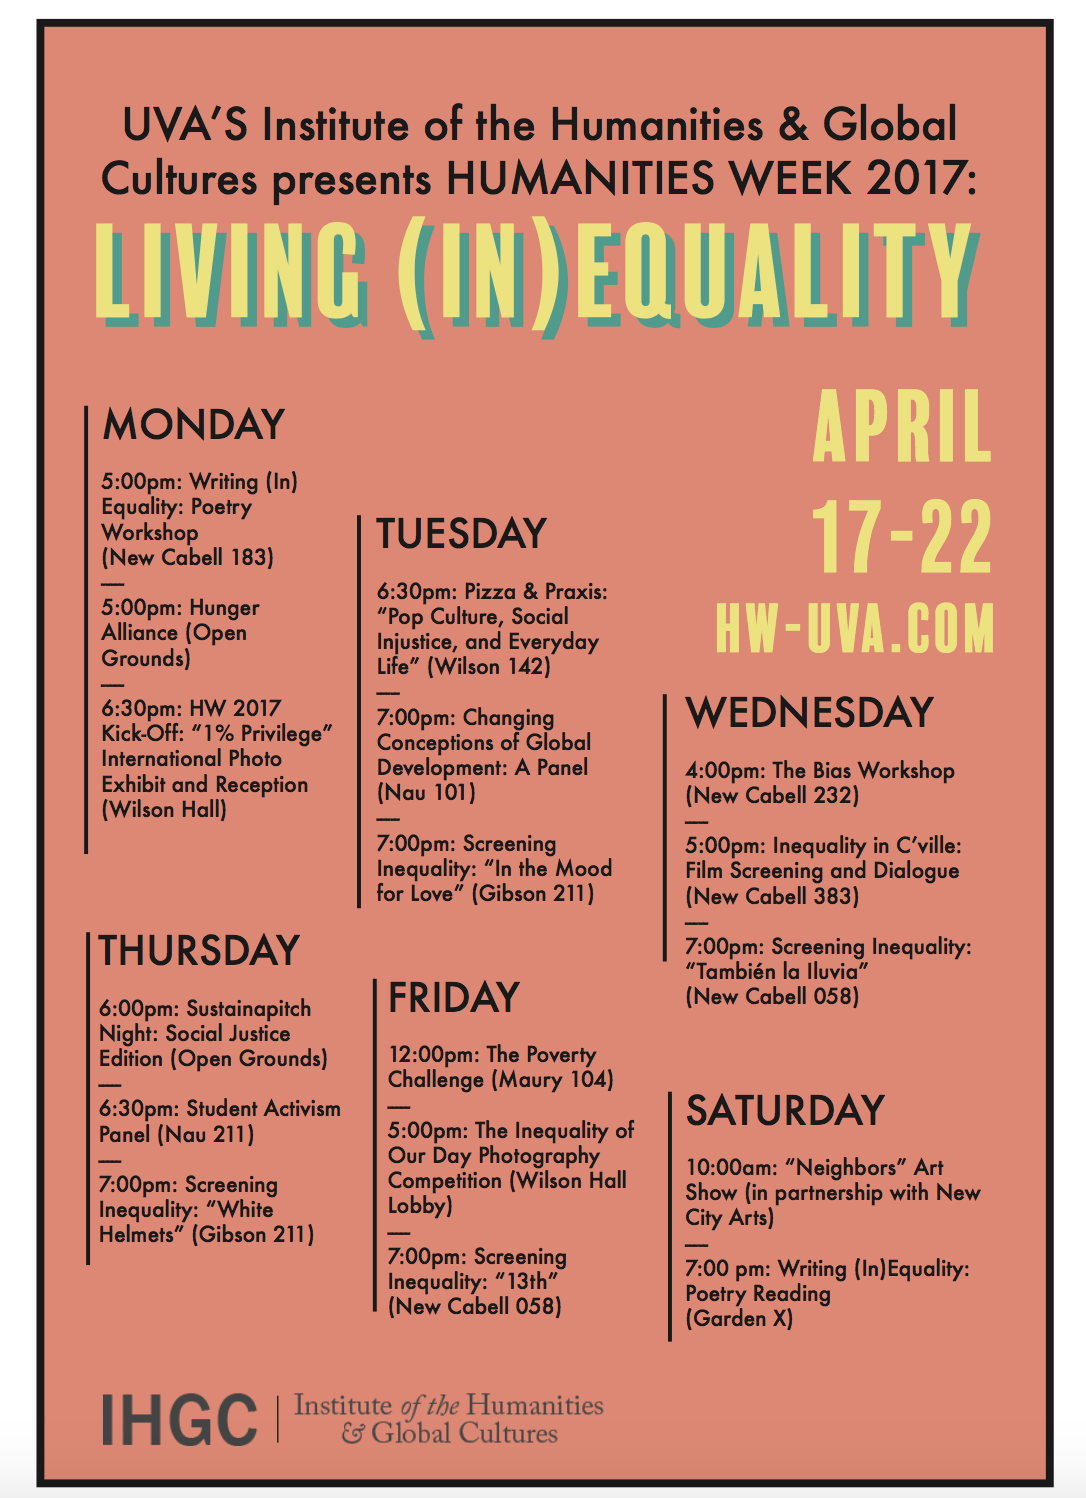 UVA'S Institute of the Humanities & Global
Cultures presents HUMANITIES WEEK 2017:
LIVING (IN)EQUALITY
APRIL
17-22
HW-UVA.COM
MONDAY
5:00pm: Writing (In)
Equality: Poetry
Workshop
(New Cabell 183)
—
5:00pm: Hunger
Alliance (Open
Grounds)
—
6:30pm: HW 2017
Kick-Off: “1% Privilege”
International Photo
Exhibit and Reception
(Wilson Hall)
TUESDAY
6:30pm: Pizza & Praxis:
“Pop Culture, Social
Injustice, and Everyday
Life” (Wilson 142)
—
7:00pm: Changing
Conceptions of Global
Development: A Panel
(Nau 101)
—
7:00pm: Screening
Inequality: “In the Mood
for Love” (Gibson 211)
WEDNESDAY
4:00pm: The Bias Workshop
(New Cabell 232)
—
5:00pm: Inequality in C’ville:
Film Screening and Dialogue
(New Cabell 383)
—
7:00pm: Screening Inequality:
“También la lluvia”
(New Cabell 058)
THURSDAY
6:00pm: Sustainapitch
Night: Social Justice
Edition (Open Grounds)
—
6:30pm: Student Activism
Panel (Nau 211)
—
7:00pm: Screening
Inequality: “White
Helmets” (Gibson 211)
FRIDAY
12:00pm: The Poverty
Challenge (Maury 104)
—
5:00pm: The Inequality of
Our Day Photography
Competition (Wilson Hall
Lobby)
—
7:00pm: Screening
Inequality: “13th”
(New Cabell 058)
SATURDAY
10:00am: “Neighbors” Art
Show (in partnership with New
City Arts)
—
7:00 pm: Writing (In)Equality:
Poetry Reading
(Garden X)
IHGC
Institute of the Humanities
& Global Cultures